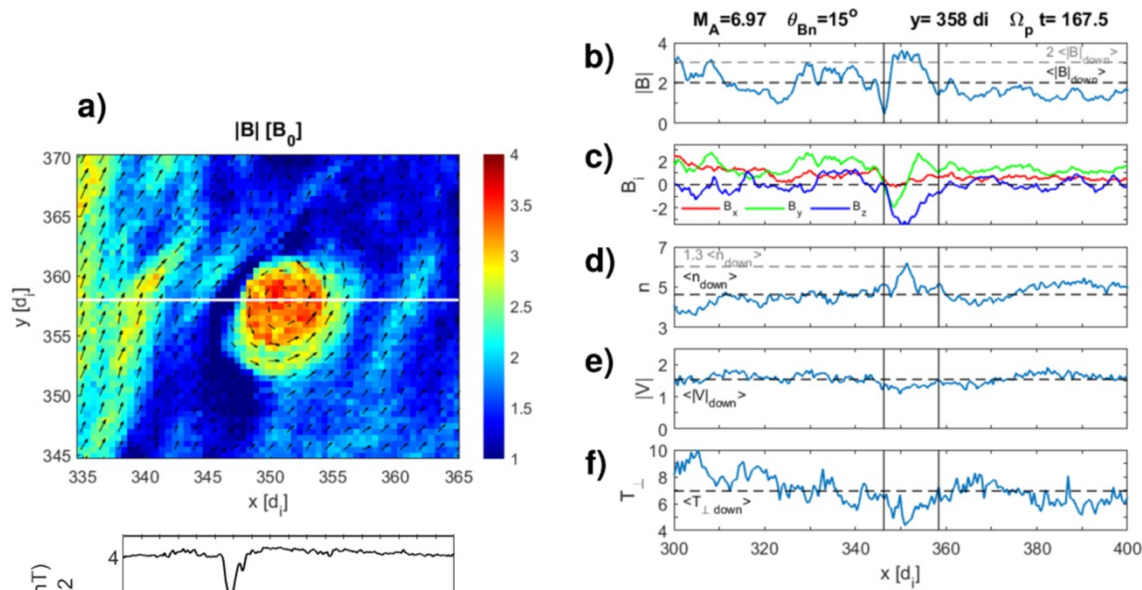 M_A=6.97 θ_Bn=15° y= 358 di Ω_p t= 167.5
a)
|B| [B_0]
370
365
360
355
350
345
y [d_i]
335 340 345 350 355 360 365
x [d_i]
4
3.5
3
2.5
2
1.5
1
4
2
nT)
b)
4
2
0
|B|
2 <|B|_down>
<|B|_down>
c)
2
0
-2
B_i
B_x B_y B_z
d)
7
5
3
n
1.3 <n_down>
<n_down>
e)
2
1
0
|V|
<|V|_down>
f)
10
8
6
4
T_⊥
<T_⊥ down>
300 320 340 360 380 400
x [d_i]